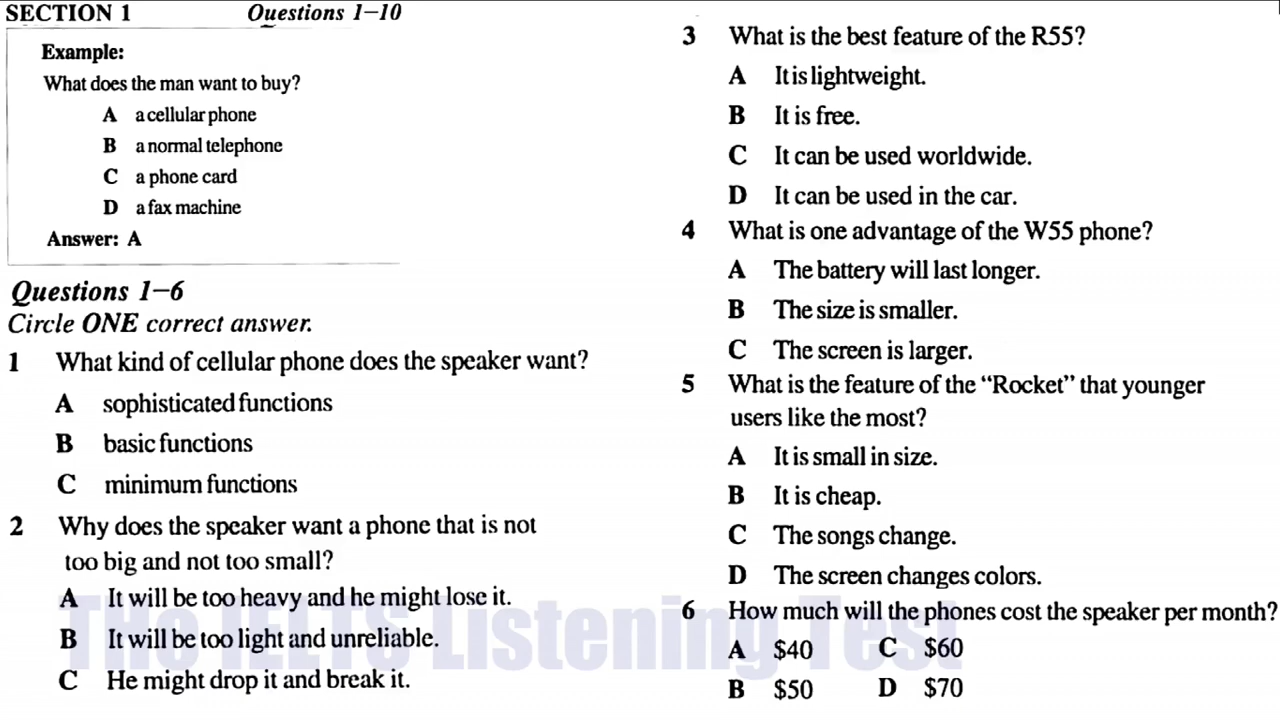 SECTION 1 Questions 1–10
Example:
What does the man want to buy?
A a cellular phone
B a normal telephone
C a phone card
D a fax machine
Answer: A
Questions 1–6
Circle ONE correct answer.
1 What kind of cellular phone does the speaker want?
A sophisticated functions
B basic functions
C minimum functions
2 Why does the speaker want a phone that is not
too big and not too small?
A It will be too heavy and he might lose it.
B It will be too light and unreliable.
C He might drop it and break it.
3 What is the best feature of the R55?
A It is lightweight.
B It is free.
C It can be used worldwide.
D It can be used in the car.
4 What is one advantage of the W55 phone?
A The battery will last longer.
B The size is smaller.
C The screen is larger.
5 What is the feature of the “Rocket” that younger
users like the most?
A It is small in size.
B It is cheap.
C The songs change.
D The screen changes colors.
6 How much will the phones cost the speaker per month?
A $40 C $60
B $50 D $70
THo IELTS Listening Test